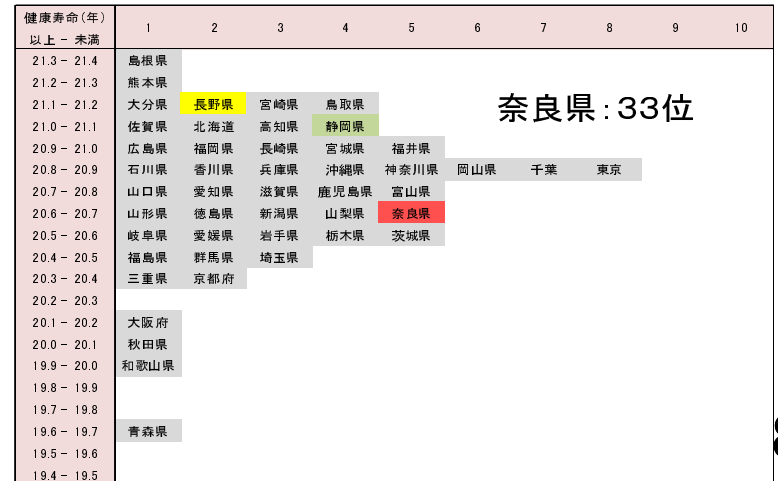 健康寿命(年)
以上 - 未満 1 2 3 4 5 6 7 8 9 10
21.3 - 21.4 島根県
21.2 - 21.3 熊本県
21.1 - 21.2 大分県 長野県 宮崎県 鳥取県
奈良県:33位
21.0 - 21.1 佐賀県 北海道 高知県 静岡県
20.9 - 21.0 広島県 福岡県 長崎県 宮城県 福井県
20.8 - 20.9 石川県 香川県 兵庫県 沖縄県 神奈川県 岡山県 千葉 東京
20.7 - 20.8 山口県 愛知県 滋賀県 鹿児島県 富山県
20.6 - 20.7 山形県 徳島県 新潟県 山梨県 奈良県
20.5 - 20.6 岐阜県 愛媛県 岩手県 栃木県 茨城県
20.4 - 20.5 福島県 群馬県 埼玉県
20.3 - 20.4 三重県 京都府
20.2 - 20.3
20.1 - 20.2 大阪府
20.0 - 20.1 秋田県
19.9 - 20.0 和歌山県
19.8 - 19.9
19.7 - 19.8
19.6 - 19.7 青森県
19.5 - 19.6
19.4 - 19.5